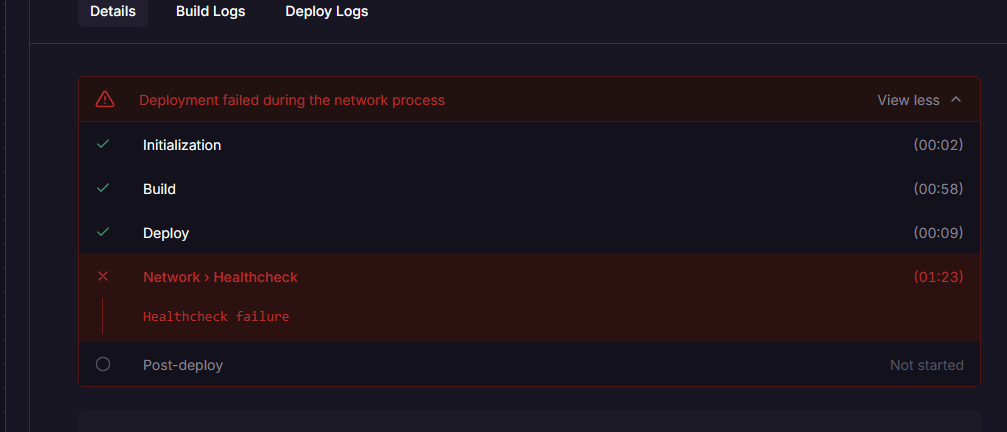 Details Build Logs Deploy Logs
Deployment failed during the network process View less
Initialization (00:02)
Build (00:58)
Deploy (00:09)
Network › Healthcheck (01:23)
Healthcheck failure
Post-deploy Not started